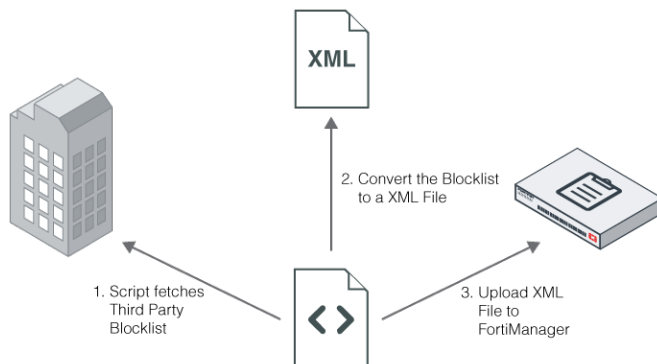 XML
2. Convert the Blocklist
to a XML File
1. Script fetches
Third Party
Blocklist
3. Upload XML
File to
FortiManager